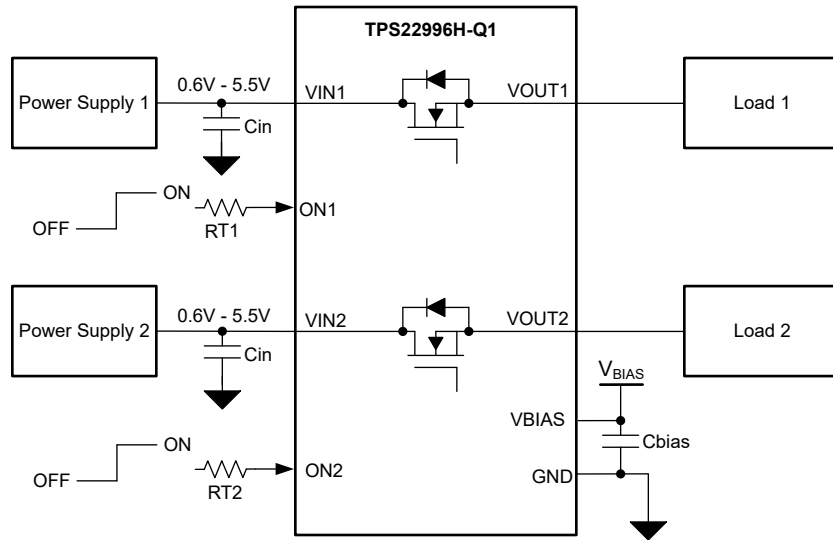 TPS22996H-Q1
Power Supply 1
0.6V - 5.5V
VIN1
VOUT1
Load 1
Cin
ON
OFF
RT1
ON1
Power Supply 2
0.6V - 5.5V
VIN2
VOUT2
Load 2
Cin
VBIAS
VBIAS
Cbias
ON
OFF
RT2
ON2
GND